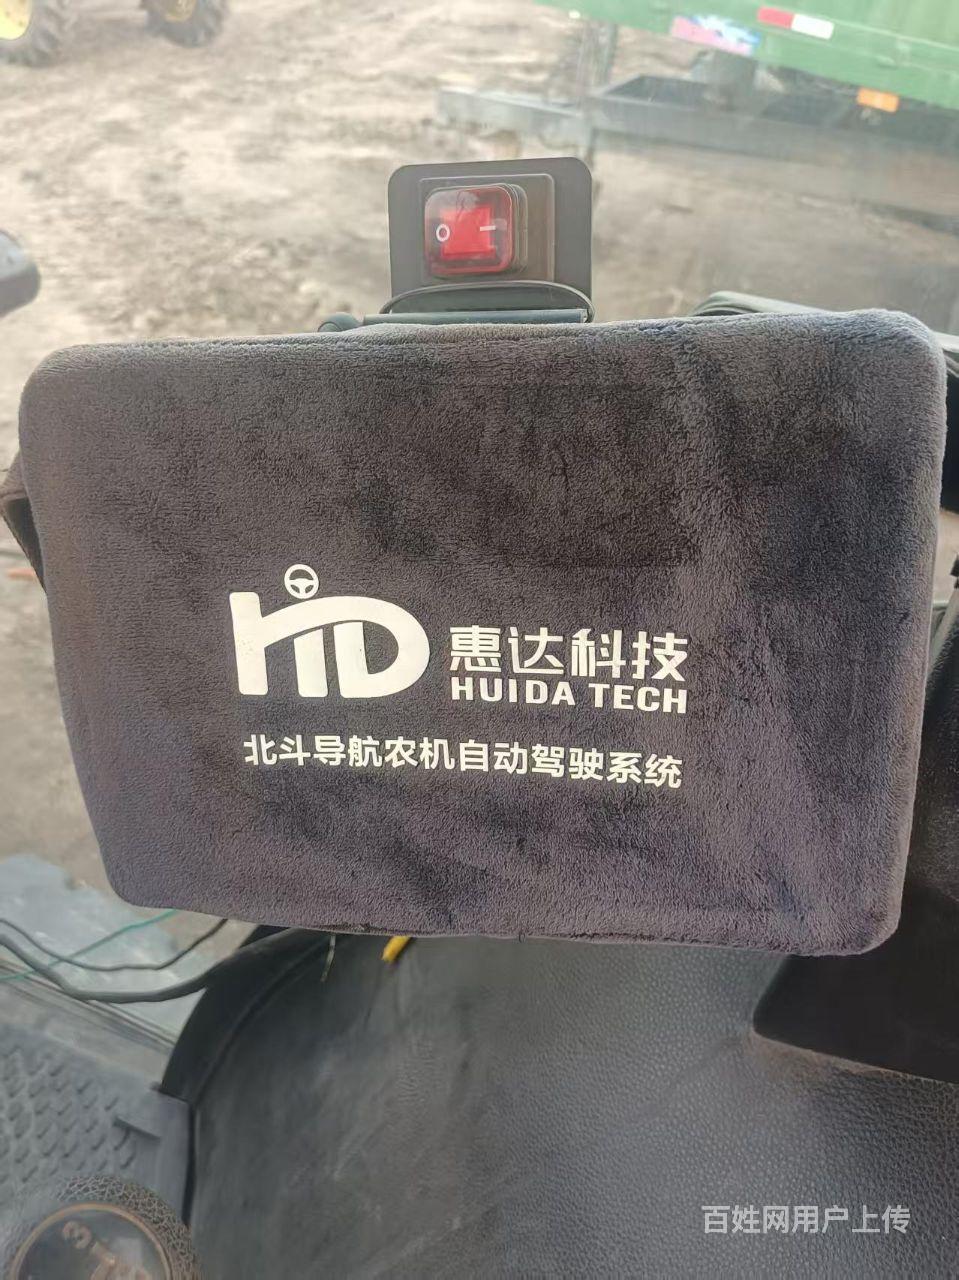 HD
惠达科技
HUIDA TECH
北斗导航农机自动驾驶系统
百姓网用户上传